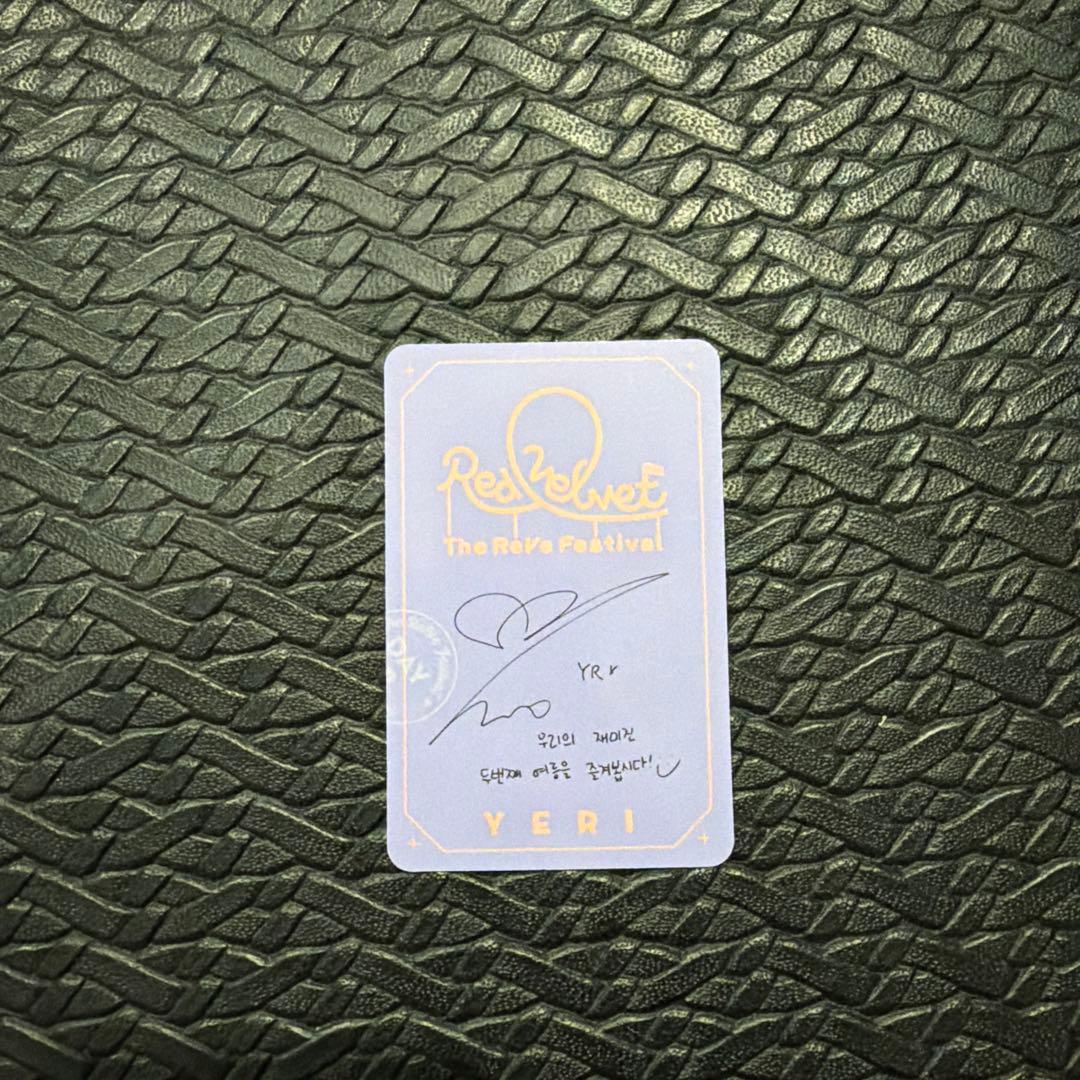 Red Velvet
The ReVe Festival
YR
우리의 재미진
두번째 여름을 즐겨봅시다!
YERI